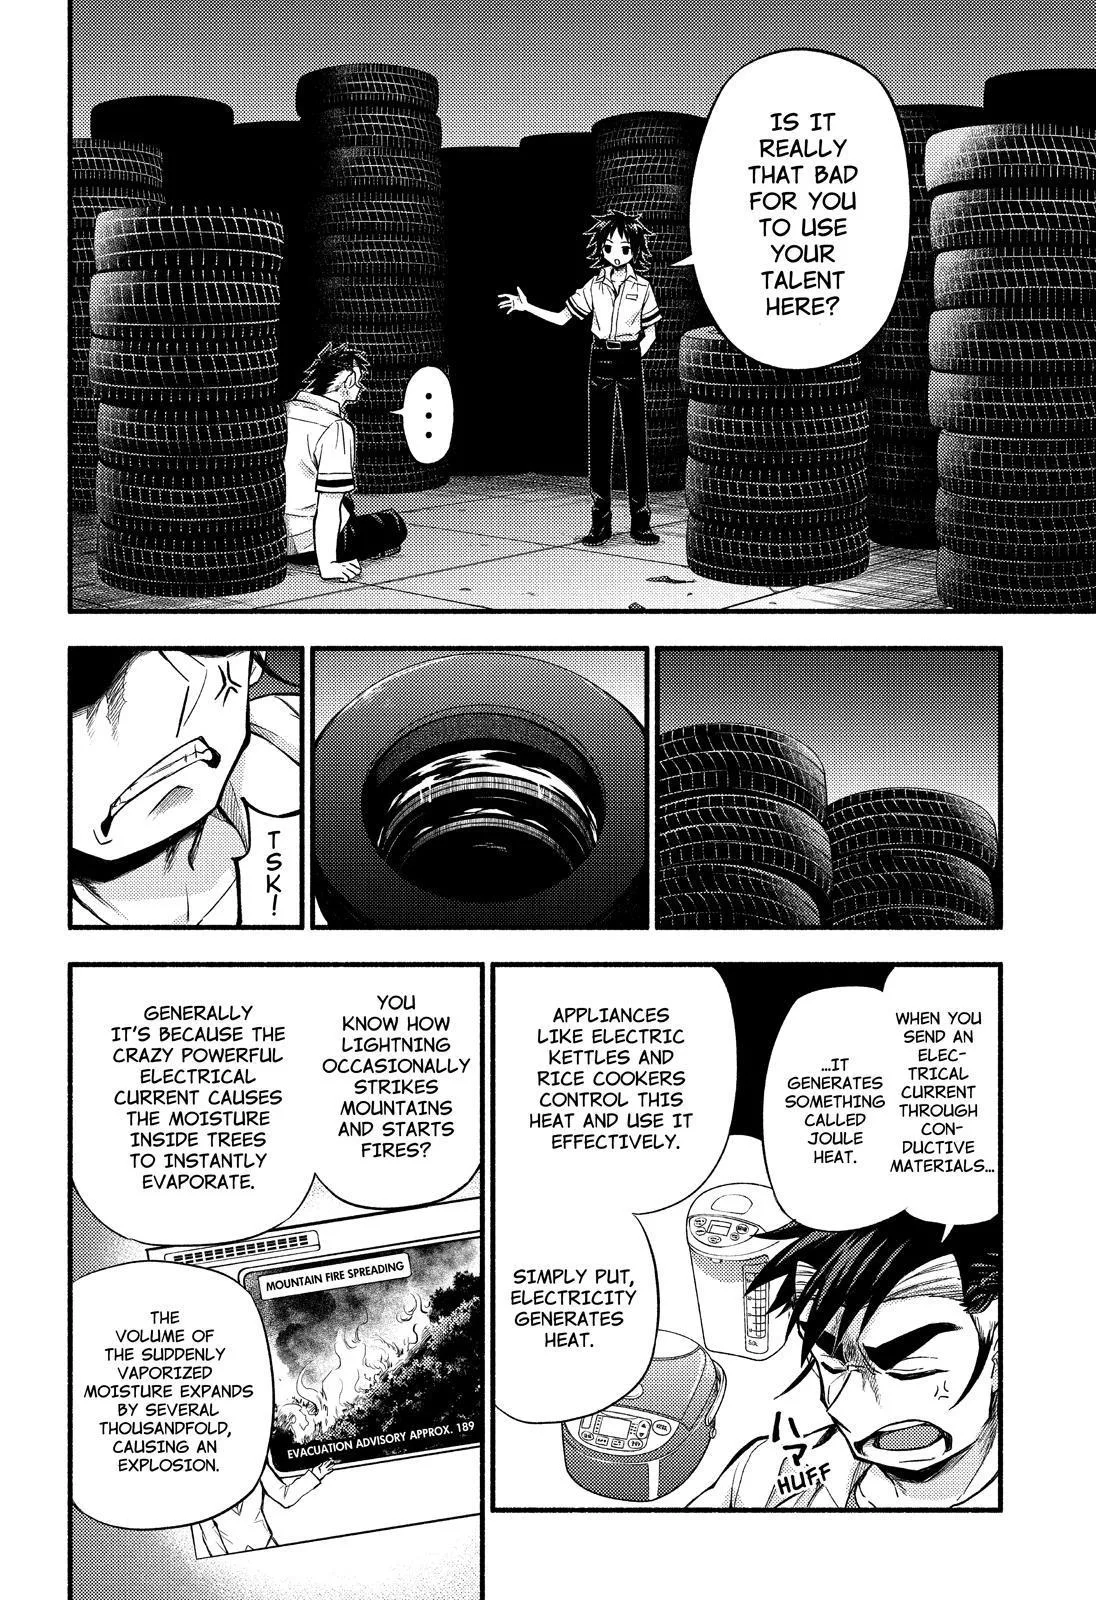 IS IT
REALLY
THAT BAD
FOR YOU
TO USE
YOUR
TALENT
HERE?
...
TSK!
WHEN YOU
SEND AN
ELEC-
TRICAL
CURRENT
THROUGH
CON-
DUCTIVE
MATERIALS...
...IT
GENERATES
SOMETHING
CALLED
JOULE
HEAT.
APPLIANCES
LIKE ELECTRIC
KETTLES AND
RICE COOKERS
CONTROL THIS
HEAT AND USE IT
EFFECTIVELY.
SIMPLY PUT,
ELECTRICITY
GENERATES
HEAT.
ハマー
HUFF
YOU
KNOW HOW
LIGHTNING
OCCASIONALLY
STRIKES
MOUNTAINS
AND STARTS
FIRES?
GENERALLY
IT'S BECAUSE THE
CRAZY POWERFUL
ELECTRICAL
CURRENT CAUSES
THE MOISTURE
INSIDE TREES
TO INSTANTLY
EVAPORATE.
MOUNTAIN FIRE SPREADING
EVACUATION ADVISORY APPROX. 189
THE
VOLUME OF
THE SUDDENLY
VAPORIZED
MOISTURE EXPANDS
BY SEVERAL
THOUSANDFOLD,
CAUSING AN
EXPLOSION.